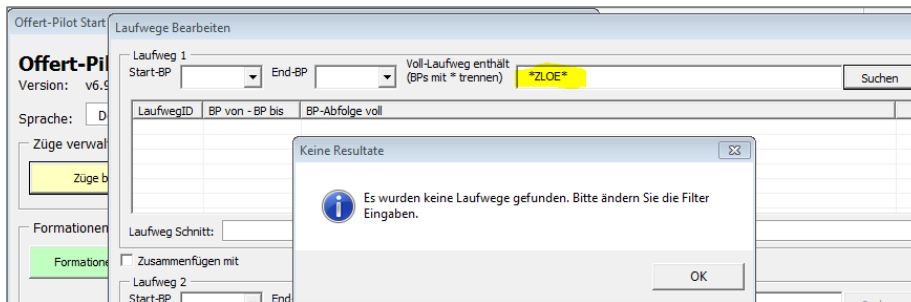 Offert-Pilot Start
Laufwege Bearbeiten
Offert-Pil
Version: v6.9
Sprache: D
Züge verwal
Züge b
Formationen
Formatione
Laufweg 1
Start-BP
End-BP
Voll-Laufweg enthält
(BPs mit * trennen)
*ZLOE*
Suchen
LaufwegID BP von - BP bis BP-Abfolge voll
Keine Resultate
Es wurden keine Laufwege gefunden. Bitte ändern Sie die Filter
Eingaben.
OK
Laufweg Schnitt:
Zusammenfügen mit
Laufweg 2
Start-BP
End-